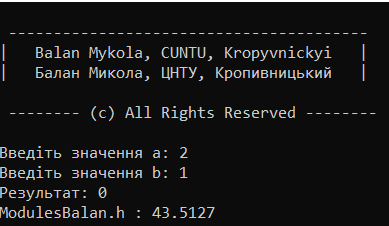 ----------------------------------------
|   Balan Mykola, CUNTU, Kropyvnickyi   |
|   Балан Микола, ЦНТУ, Кропивницький   |
-------- (c) All Rights Reserved --------
Введіть значення a: 2
Введіть значення b: 1
Результат: 0
ModulesBalan.h : 43.5127